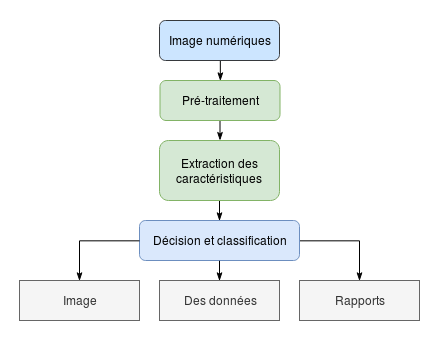 Image numériques
Pré-traitement
Extraction des
caractéristiques
Décision et classification
Image
Des données
Rapports